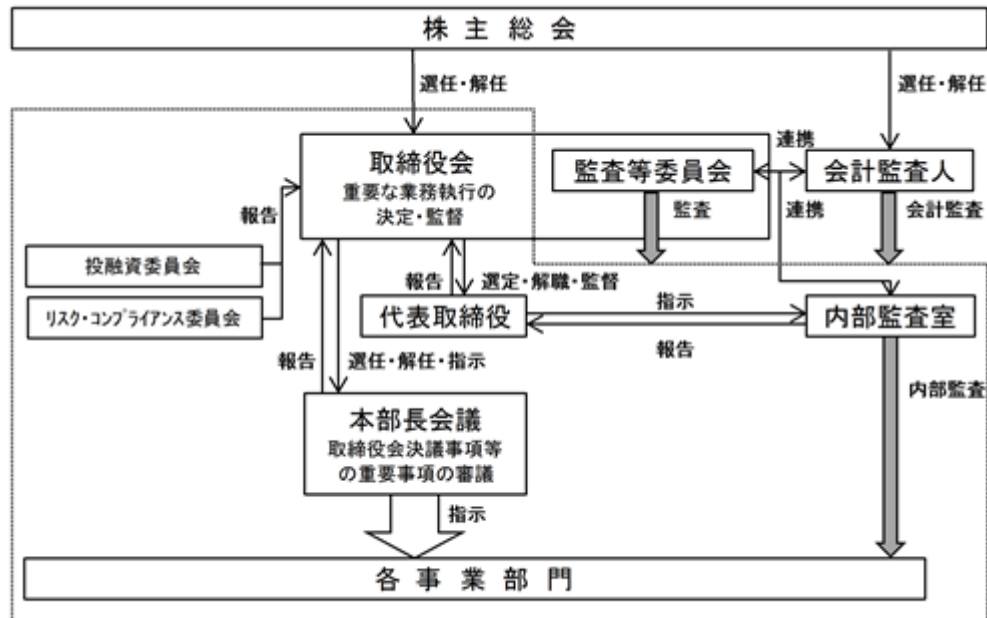 株主総会
選任・解任
選任・解任
取締役会
重要な業務執行の
決定・監督
監査等委員会
連携
会計監査人
監査
連携
会計監査
報告
投融資委員会
リスク・コンプライアンス委員会
報告
選定・解職・監督
代表取締役
指示
報告
内部監査室
報告
選任・解任・指示
内部監査
本部長会議
取締役会決議事項等
の重要事項の審議
指示
各事業部門